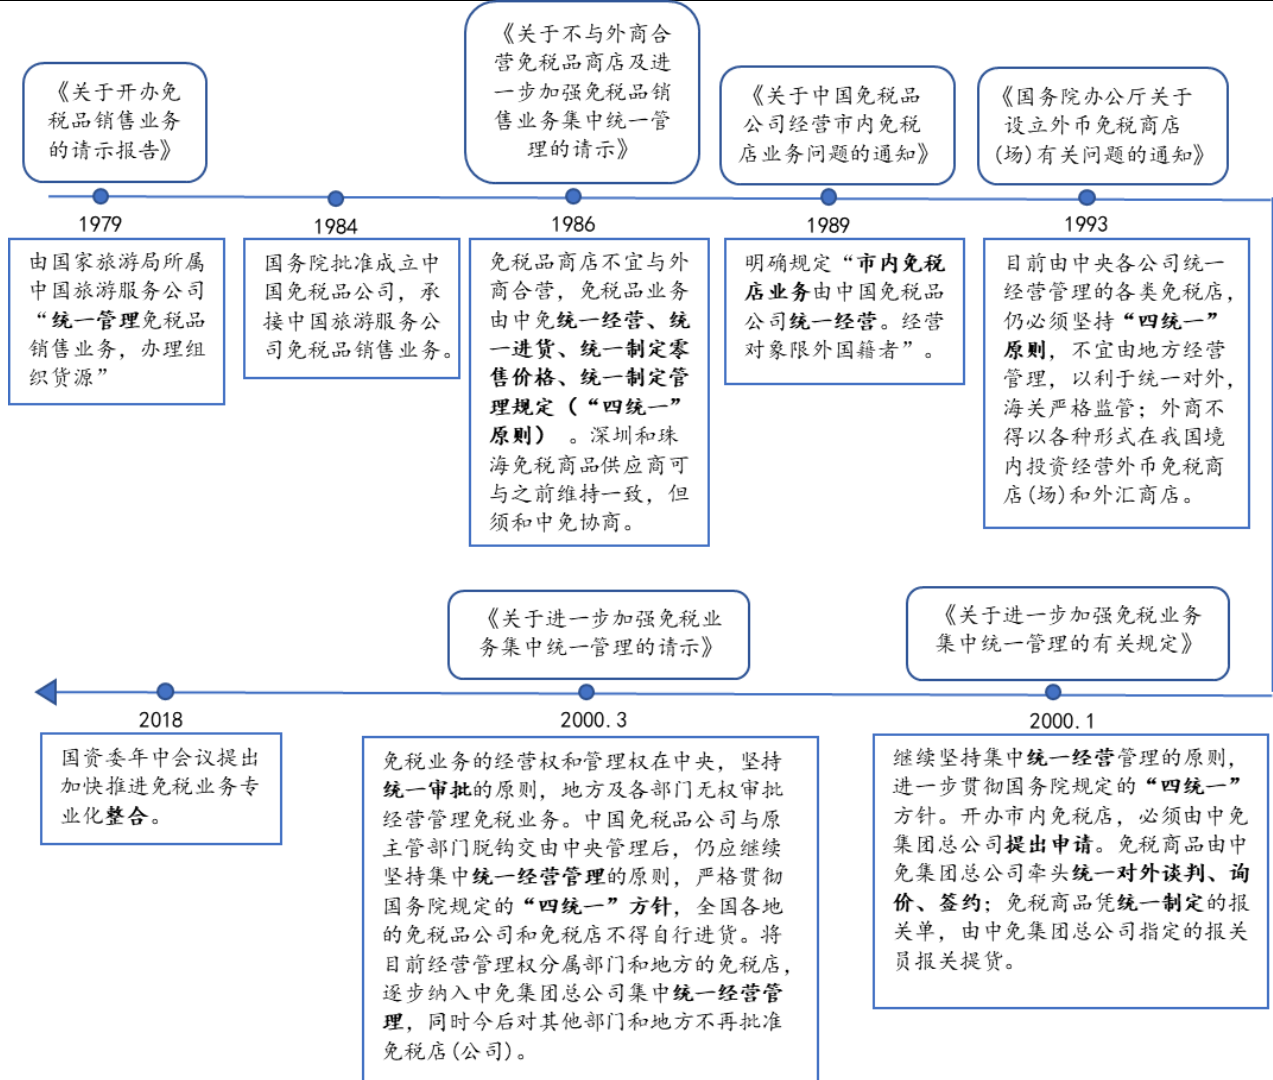 《关于开办免
税品销售业务
的请示报告》
1979
由国家旅游局所属
中国旅游服务公司
“统一管理免税品
销售业务，办理组
织货源”
1984
国务院批准成立中
国免税品公司，承
接中国旅游服务公
司免税品销售业务。
《关于不与外商合
营免税品商店及进
一步加强免税品销
售业务集中统一管
理的请示》
1986
免税品商店不宜与外
商合营，免税品业务
由中免统一经营、统
一进货、统一制定零
售价格、统一制定管
理规定（“四统一”
原则） 。深圳和珠
海免税商品供应商可
与之前维持一致，但
须和中免协商。
《关于中国免税品
公司经营市内免税
店业务问题的通知》
1989
明确规定“市内免税
店业务由中国免税品
公司统一经营。经营
对象限外国籍者”。
《国务院办公厅关于
设立外币免税商店
(场)有关问题的通知》
1993
目前由中央各公司统一
经营管理的各类免税店，
仍必须坚持“四统一”
原则，不宜由地方经营
管理，以利于统一对外，
海关严格监管；外商不
得以各种形式在我国境
内投资经营外币免税商
店(场)和外汇商店。
《关于进一步加强免税业务
集中统一管理的有关规定》
2000.1
继续坚持集中统一经营管理的原则，
进一步贯彻国务院规定的“四统一”
方针。开办市内免税店，必须由中免
集团总公司提出申请。免税商品由中
免集团总公司牵头统一对外谈判、询
价、签约；免税商品凭统一制定的报
关单，由中免集团总公司指定的报关
员报关提货。
《关于进一步加强免税业
务集中统一管理的请示》
2000.3
免税业务的经营权和管理权在中央，坚持
统一审批的原则，地方及各部门无权审批
经营管理免税业务。中国免税品公司与原
主管部门脱钩交由中央管理后，仍应继续
坚持集中统一经营管理的原则，严格贯彻
国务院规定的“四统一”方针，全国各地
的免税品公司和免税店不得自行进货。将
目前经营管理权分属部门和地方的免税店，
逐步纳入中免集团总公司集中统一经营管
理，同时今后对其他部门和地方不再批准
免税店(公司)。
2018
国资委年中会议提出
加快推进免税业务专
业化整合。